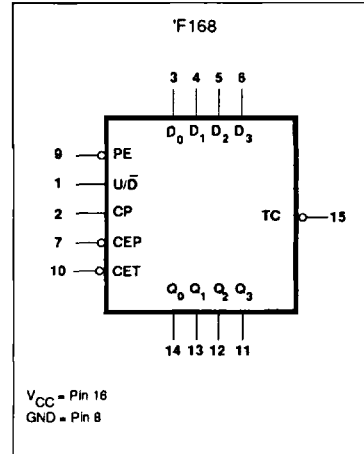 'F168
3 4 5 6
D0 D1 D2 D3
9 PE
1 U/D̅
2 CP
TC 15
7 CEP
10 CET
Q0 Q1 Q2 Q3
14 13 12 11
VCC = Pin 16
GND = Pin 8